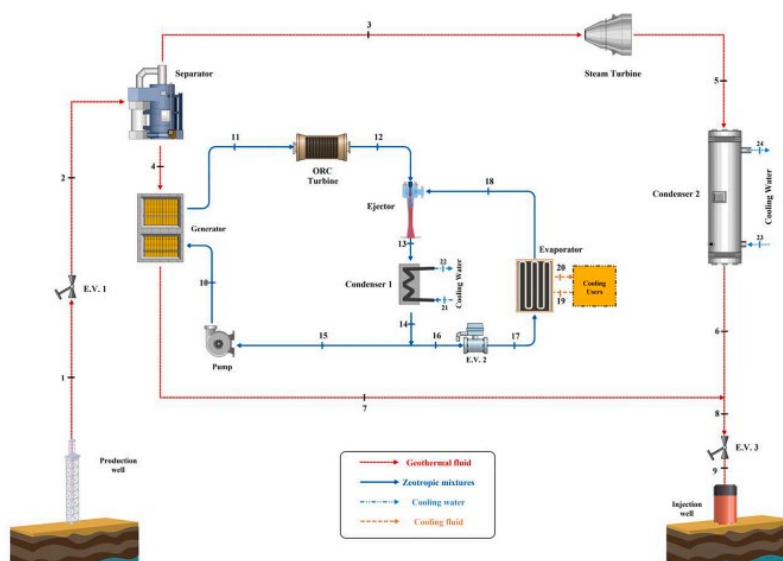 3
Separator
Steam Turbine
11
12
5
2
4
ORC
Turbine
18
24
Ejector
Condenser 2
Cooling Water
Generator
13
Evaporator
23
22
20
Cooling
Users
E.V. 1
10
Condenser 1
Cooling Water
21
19
14
15
16
17
6
Pump
E.V. 2
1
7
8
E.V. 3
Production
well
9
Geothermal fluid
Zeotropic mixtures
Cooling water
Cooling fluid
Injection
well